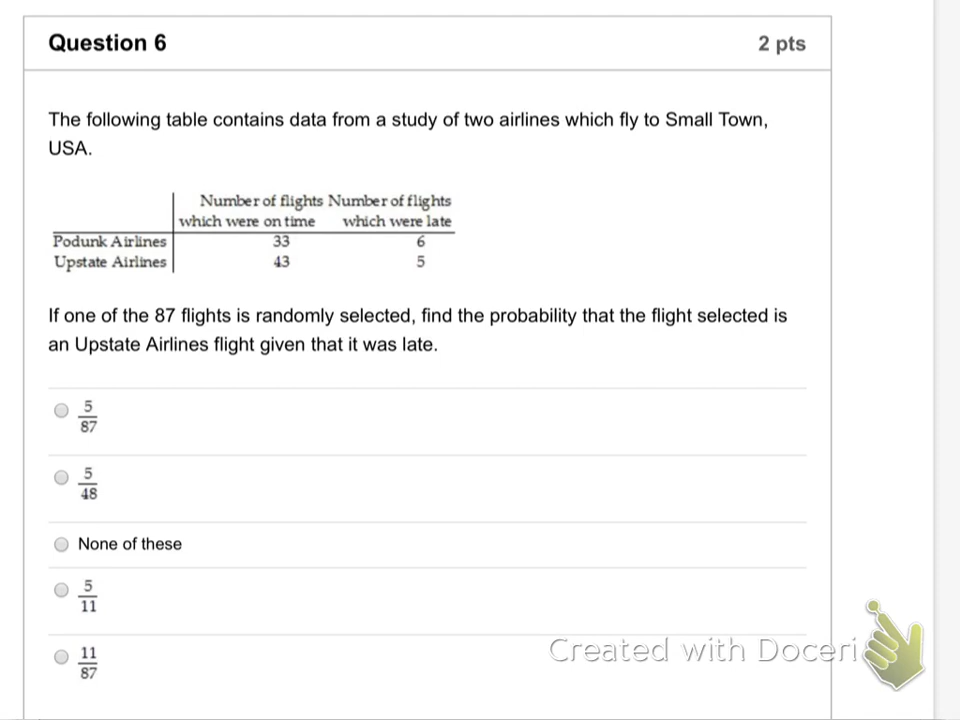 Question 6
2 pts
The following table contains data from a study of two airlines which fly to Small Town,
USA.
Number of flights Number of flights
which were on time which were late
Podunk Airlines 33 6
Upstate Airlines 43 5
If one of the 87 flights is randomly selected, find the probability that the flight selected is
an Upstate Airlines flight given that it was late.
5
87
5
48
None of these
5
11
11
87
Created with Doceri